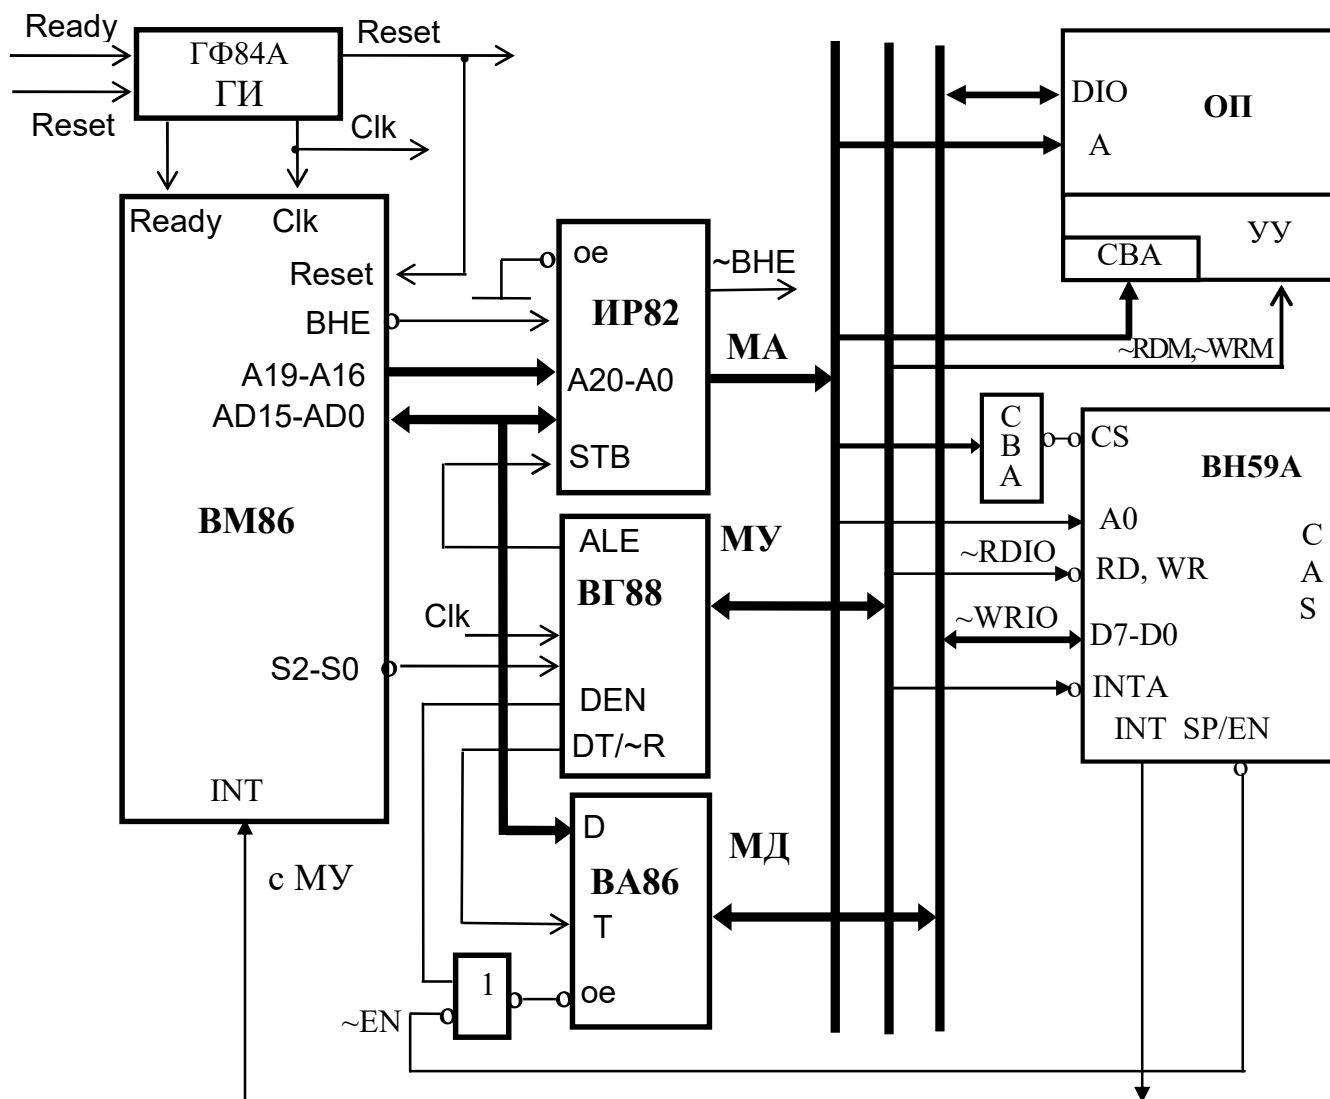 Ready
ГФ84А
ГИ
Reset
Reset
Clk
Ready
Clk
Reset
BHE
A19-A16
AD15-AD0
ВМ86
S2-S0
INT
с МУ
oe
~BHE
ИР82
МА
A20-A0
STB
ALE
МУ
ВГ88
Clk
DEN
DT/~R
D
МД
ВА86
T
1
oe
~EN
DIO
ОП
A
УУ
СВА
~RDM,~WRM
С
В
А
CS
ВН59А
A0
~RDIO
RD, WR
~WRIO
D7-D0
INTA
C
A
S
INT SP/EN